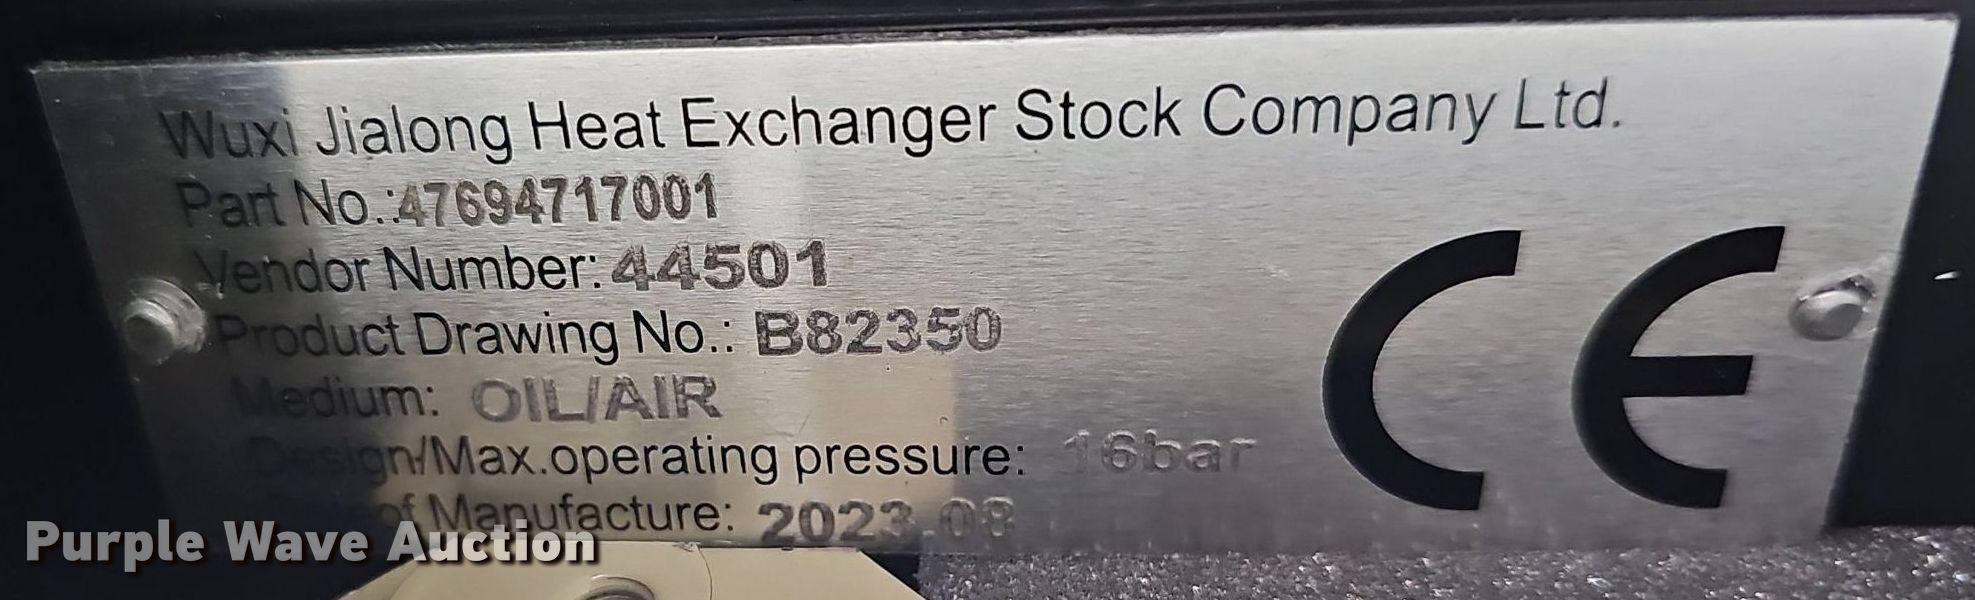 Wuxi Jialong Heat Exchanger Stock Company Ltd.
Part No.:47694717001
Vendor Number: 44501
Product Drawing No.: B82350
Medium: OIL/AIR
Design/Max.operating pressure: 16bar
of Manufacture: 2023.08
CE
Purple Wave Auction